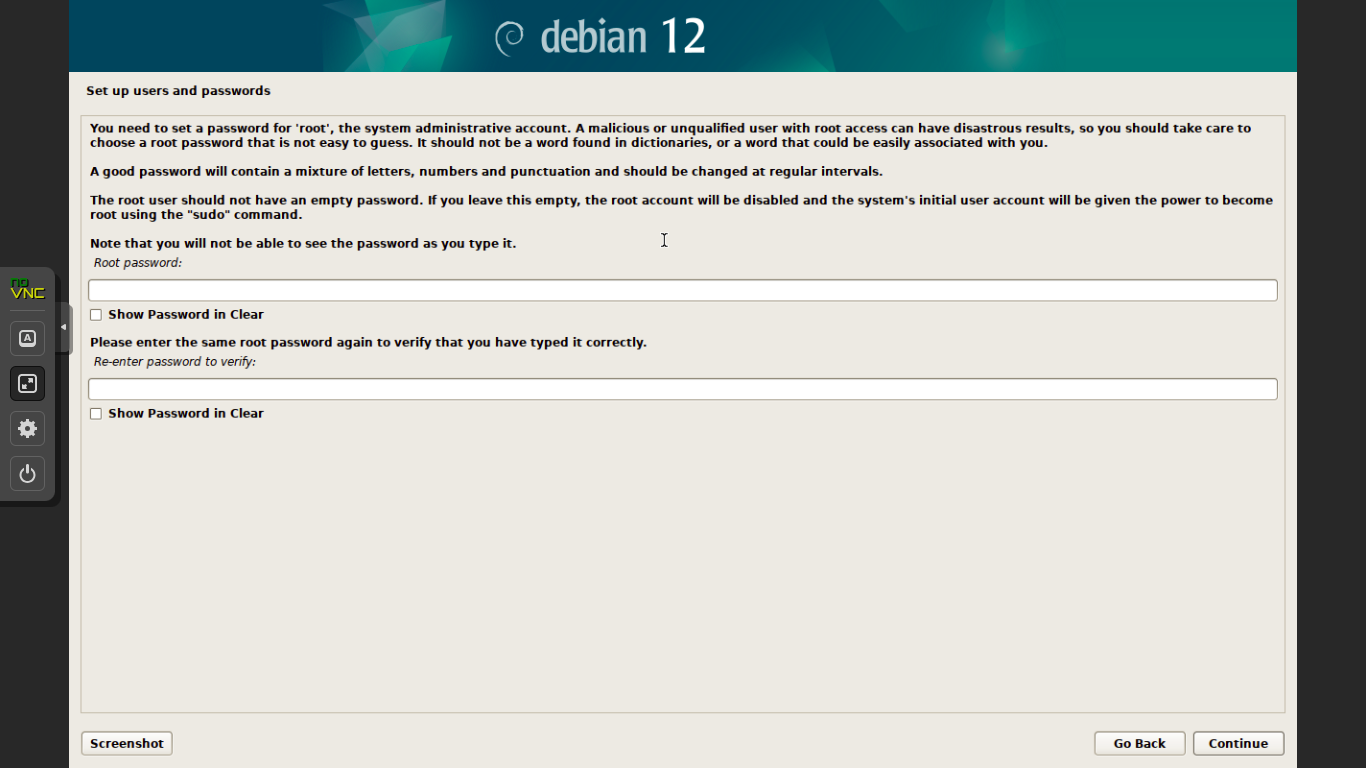 debian 12
Set up users and passwords
You need to set a password for 'root', the system administrative account. A malicious or unqualified user with root access can have disastrous results, so you should take care to
choose a root password that is not easy to guess. It should not be a word found in dictionaries, or a word that could be easily associated with you.
A good password will contain a mixture of letters, numbers and punctuation and should be changed at regular intervals.
The root user should not have an empty password. If you leave this empty, the root account will be disabled and the system's initial user account will be given the power to become
root using the "sudo" command.
Note that you will not be able to see the password as you type it.
Root password:
no
VNC
A
Show Password in Clear
Please enter the same root password again to verify that you have typed it correctly.
Re-enter password to verify:
Show Password in Clear
Screenshot
Go Back
Continue